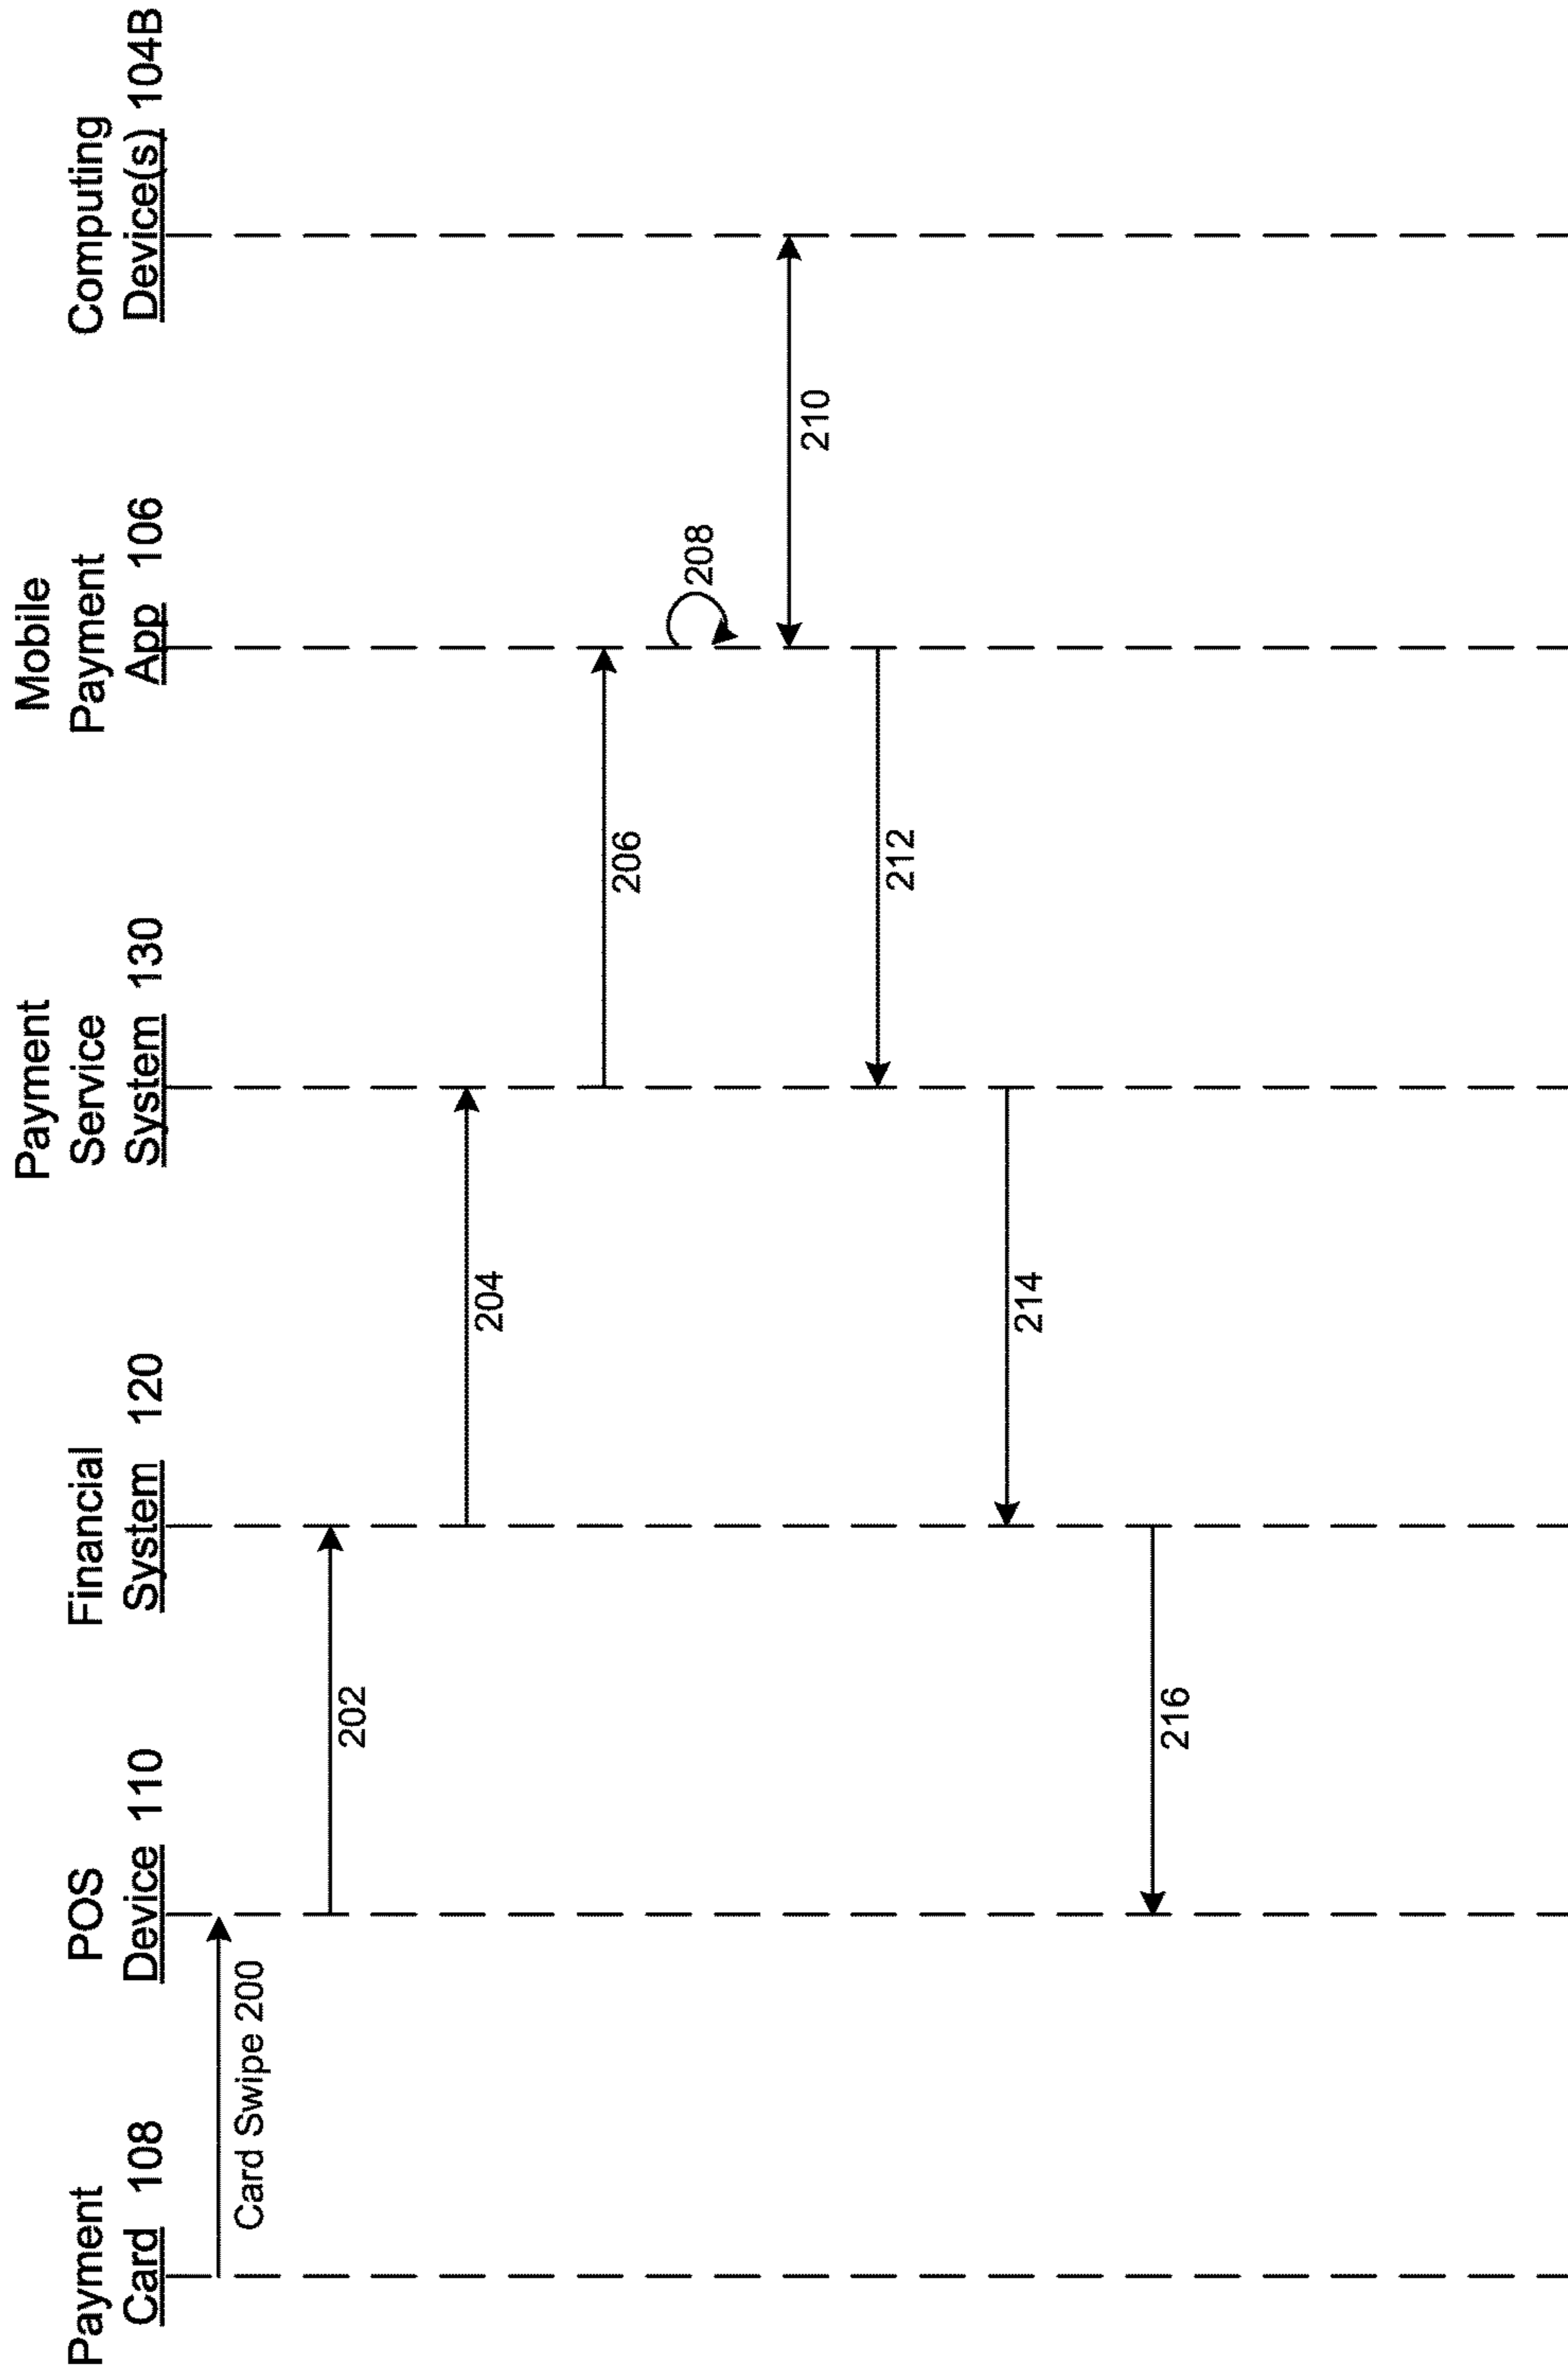 Payment
Card 108
POS
Device 110
Financial
System 120
Payment
Service
System 130
Mobile
Payment
App 106
Computing
Device(s) 104B
Card Swipe 200
202
204
206
208
210
212
214
216